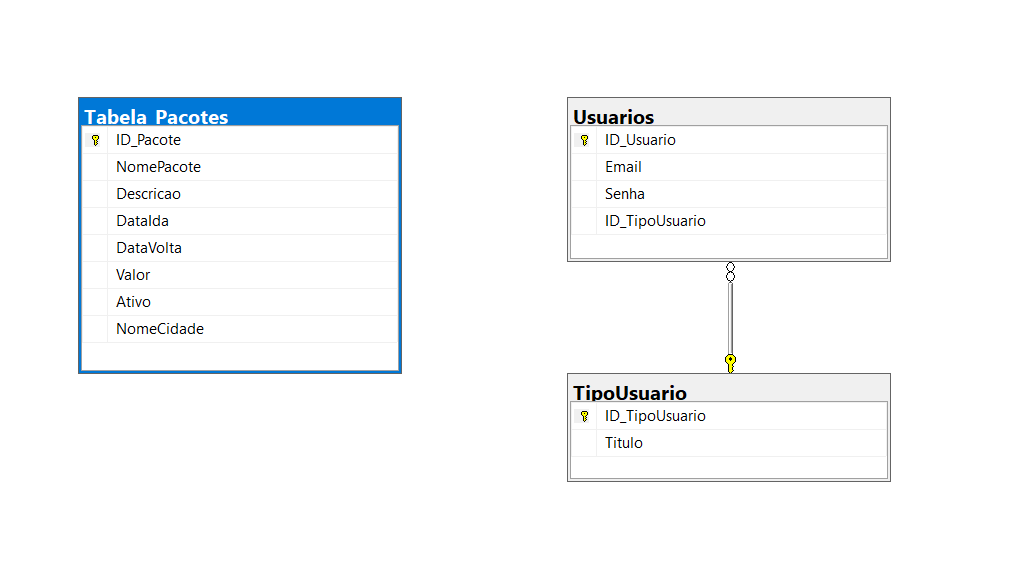 Tabela_Pacotes
ID_Pacote
NomePacote
Descricao
DataIda
DataVolta
Valor
Ativo
NomeCidade
Usuarios
ID_Usuario
Email
Senha
ID_TipoUsuario
TipoUsuario
ID_TipoUsuario
Titulo